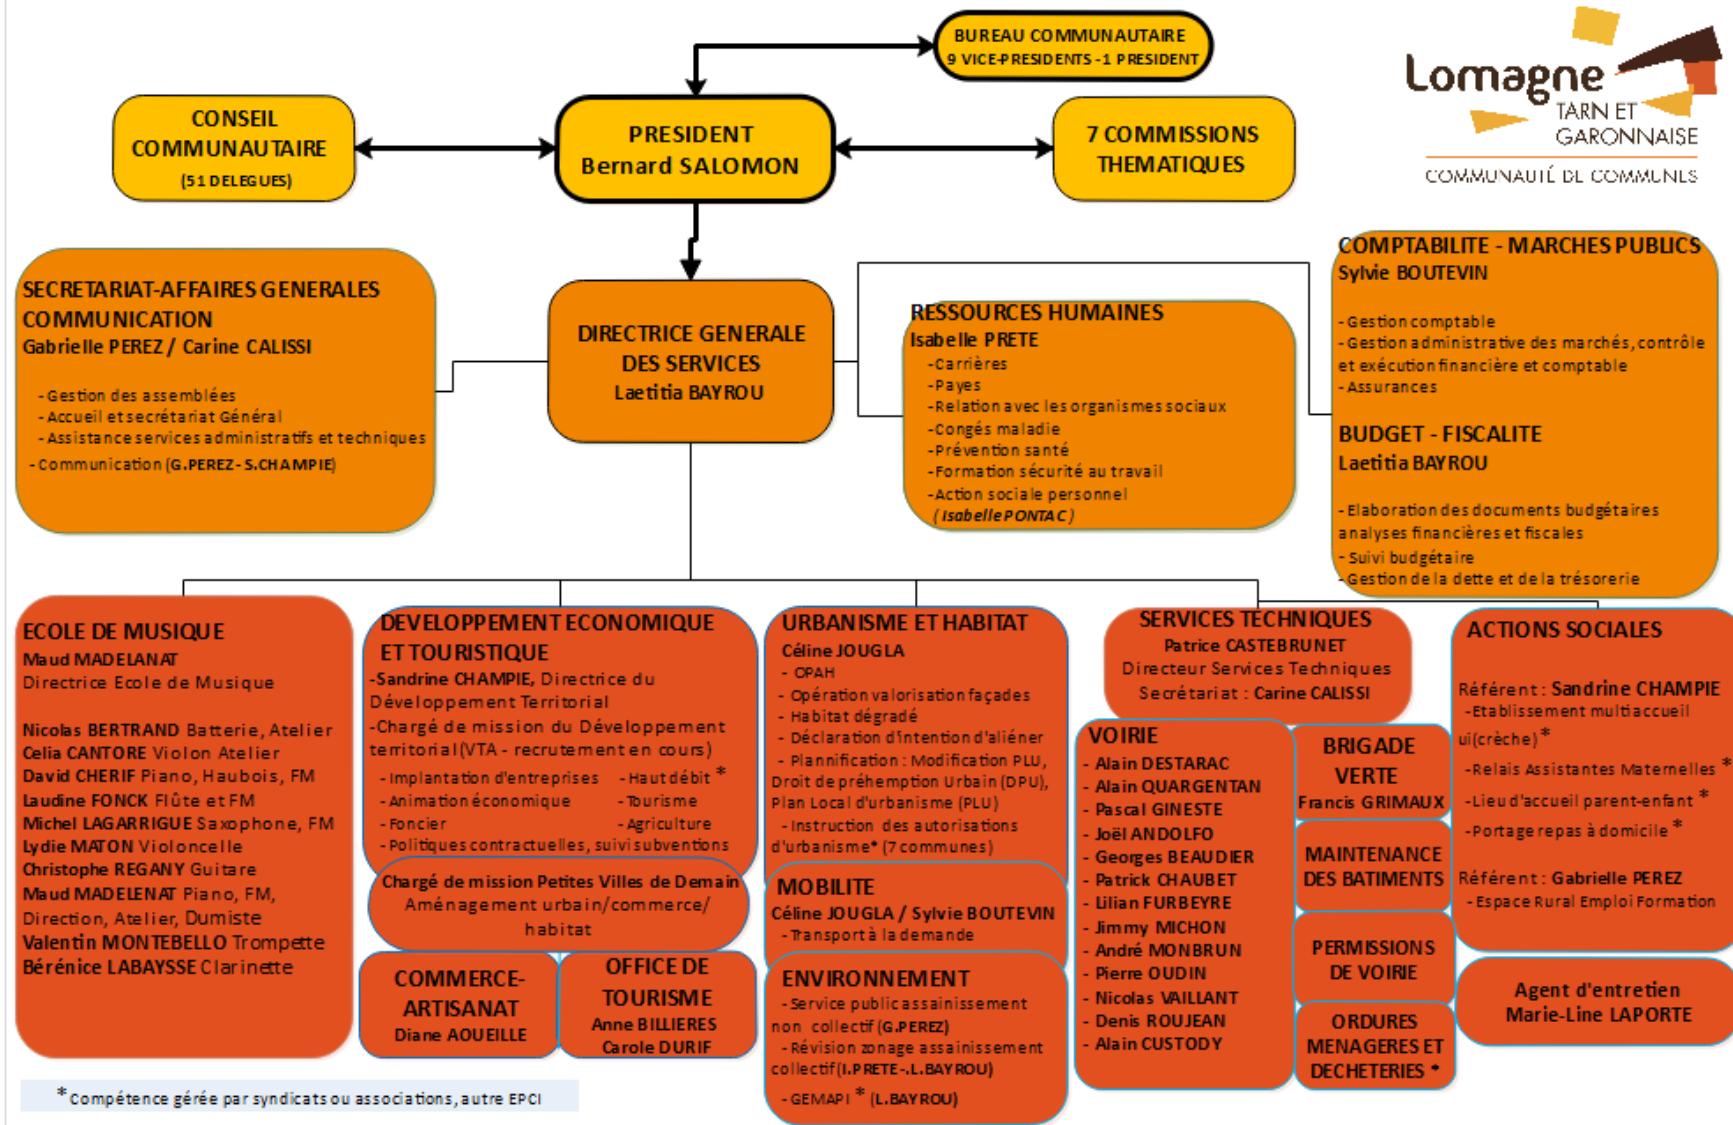 BUREAU COMMUNAUTAIRE
9 VICE-PRESIDENTS -1 PRESIDENT
Lomagne
TARN ET
GARONNAISE
COMMUNAUTÉ DE COMMUNES
CONSEIL
COMMUNAUTAIRE
(51 DELEGUES)
PRESIDENT
Bernard SALOMON
7 COMMISSIONS
THEMATIQUES
SECRETARIAT-AFFAIRES GENERALES
COMMUNICATION
Gabrielle PEREZ / Carine CALISSI
- Gestion des assemblées
- Accueil et secrétariat Général
- Assistance services administratifs et techniques
- Communication (G.PEREZ - S.CHAMPIE)
DIRECTRICE GENERALE
DES SERVICES
Laetitia BAYROU
RESSOURCES HUMAINES
Isabelle PRETE
- Carrières
- Payes
- Relation avec les organismes sociaux
- Congés maladie
- Prévention santé
- Formation sécurité au travail
- Action sociale personnel
( Isabelle PONTAC )
COMPTABILITE - MARCHES PUBLICS
Sylvie BOUTEVIN
- Gestion comptable
- Gestion administrative des marchés, contrôle
et exécution financière et comptable
- Assurances
BUDGET - FISCALITE
Laetitia BAYROU
- Elaboration des documents budgétaires
analyses financières et fiscales
- Suivi budgétaire
- Gestion de la dette et de la trésorerie
ECOLE DE MUSIQUE
Maud MADELANAT
Directrice Ecole de Musique
Nicolas BERTRAND Batterie, Atelier
Celia CANTORE Violon Atelier
David CHERIF Piano, Haubois, FM
Laudine FONCK Flûte et FM
Michel LAGARRIGUE Saxophone, FM
Lydie MATON Violoncelle
Christophe REGANY Guitare
Maud MADELENAT Piano, FM,
Direction, Atelier, Dumiste
Valentin MONTEBELLO Trompette
Bérénice LABAYSSE Clarinette
DEVELOPPEMENT ECONOMIQUE
ET TOURISTIQUE
-Sandrine CHAMPIE, Directrice du
Développement Territorial
-Chargé de mission du Développement
territorial (VTA - recrutement en cours)
- Implantation d'entreprises - Haut débit *
- Animation économique - Tourisme
- Foncier - Agriculture
- Politiques contractuelles, suivi subventions
Chargé de mission Petites Villes de Demain
Aménagement urbain/commerce/
habitat
COMMERCE-
ARTISANAT
Diane AOUEILLE
OFFICE DE
TOURISME
Anne BILLIERES
Carole DURIF
URBANISME ET HABITAT
Céline JOUGLA
- OPAH
- Opération valorisation façades
- Habitat dégradé
- Déclaration d'intention d'aliéner
- Plannification : Modification PLU,
Droit de préhemption Urbain (DPU),
Plan Local d'urbanisme (PLU)
- Instruction des autorisations
d'urbanisme* (7 communes)
MOBILITE
Céline JOUGLA / Sylvie BOUTEVIN
- Transport à la demande
ENVIRONNEMENT
- Service public assainissement
non collectif (G.PEREZ)
- Révision zonage assainissement
collectif(I.PRETE-.L.BAYROU)
- GEMAPI * (L.BAYROU)
SERVICES TECHNIQUES
Patrice CASTEBRUNET
Directeur Services Techniques
Secrétariat : Carine CALISSI
VOIRIE
- Alain DESTARAC
- Alain QUARGENTAN
- Pascal GINESTE
- Joël ANDOLFO
- Georges BEAUDIER
- Patrick CHAUBET
- Lilian FURBEYRE
- Jimmy MICHON
- André MONBRUN
- Pierre OUDIN
- Nicolas VAILLANT
- Denis ROUJEAN
- Alain CUSTODY
BRIGADE
VERTE
Francis GRIMAUX
MAINTENANCE
DES BATIMENTS
PERMISSIONS
DE VOIRIE
ORDURES
MENAGERES ET
DECHETERIES *
ACTIONS SOCIALES
Référent : Sandrine CHAMPIE
-Etablissement multiaccueil
ui(crèche) *
-Relais Assistantes Maternelles *
-Lieu d'accueil parent-enfant *
-Portage repas à domicile *
Référent : Gabrielle PEREZ
- Espace Rural Emploi Formation
Agent d'entretien
Marie-Line LAPORTE
* Compétence gérée par syndicats ou associations, autre EPCI